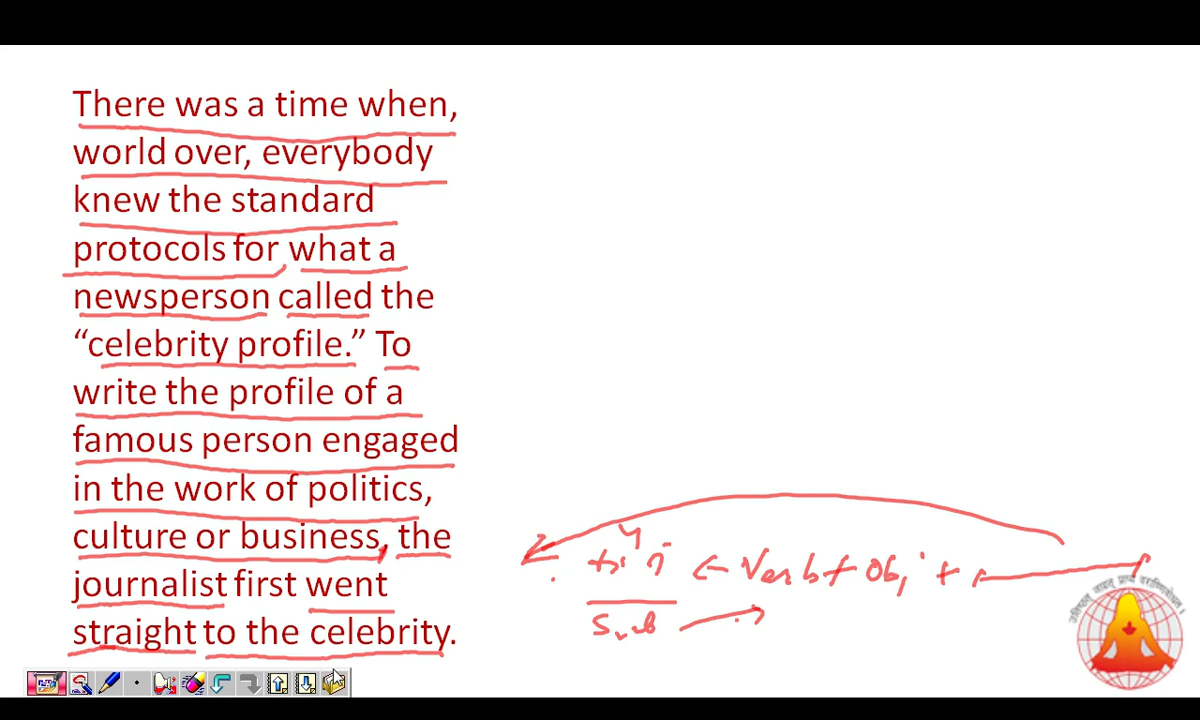 There was a time when,
world over, everybody
knew the standard
protocols for what a
newsperson called the
“celebrity profile.” To
write the profile of a
famous person engaged
in the work of politics,
culture or business, the
journalist first went
straight to the celebrity.
← Verb + Obj +
Sub